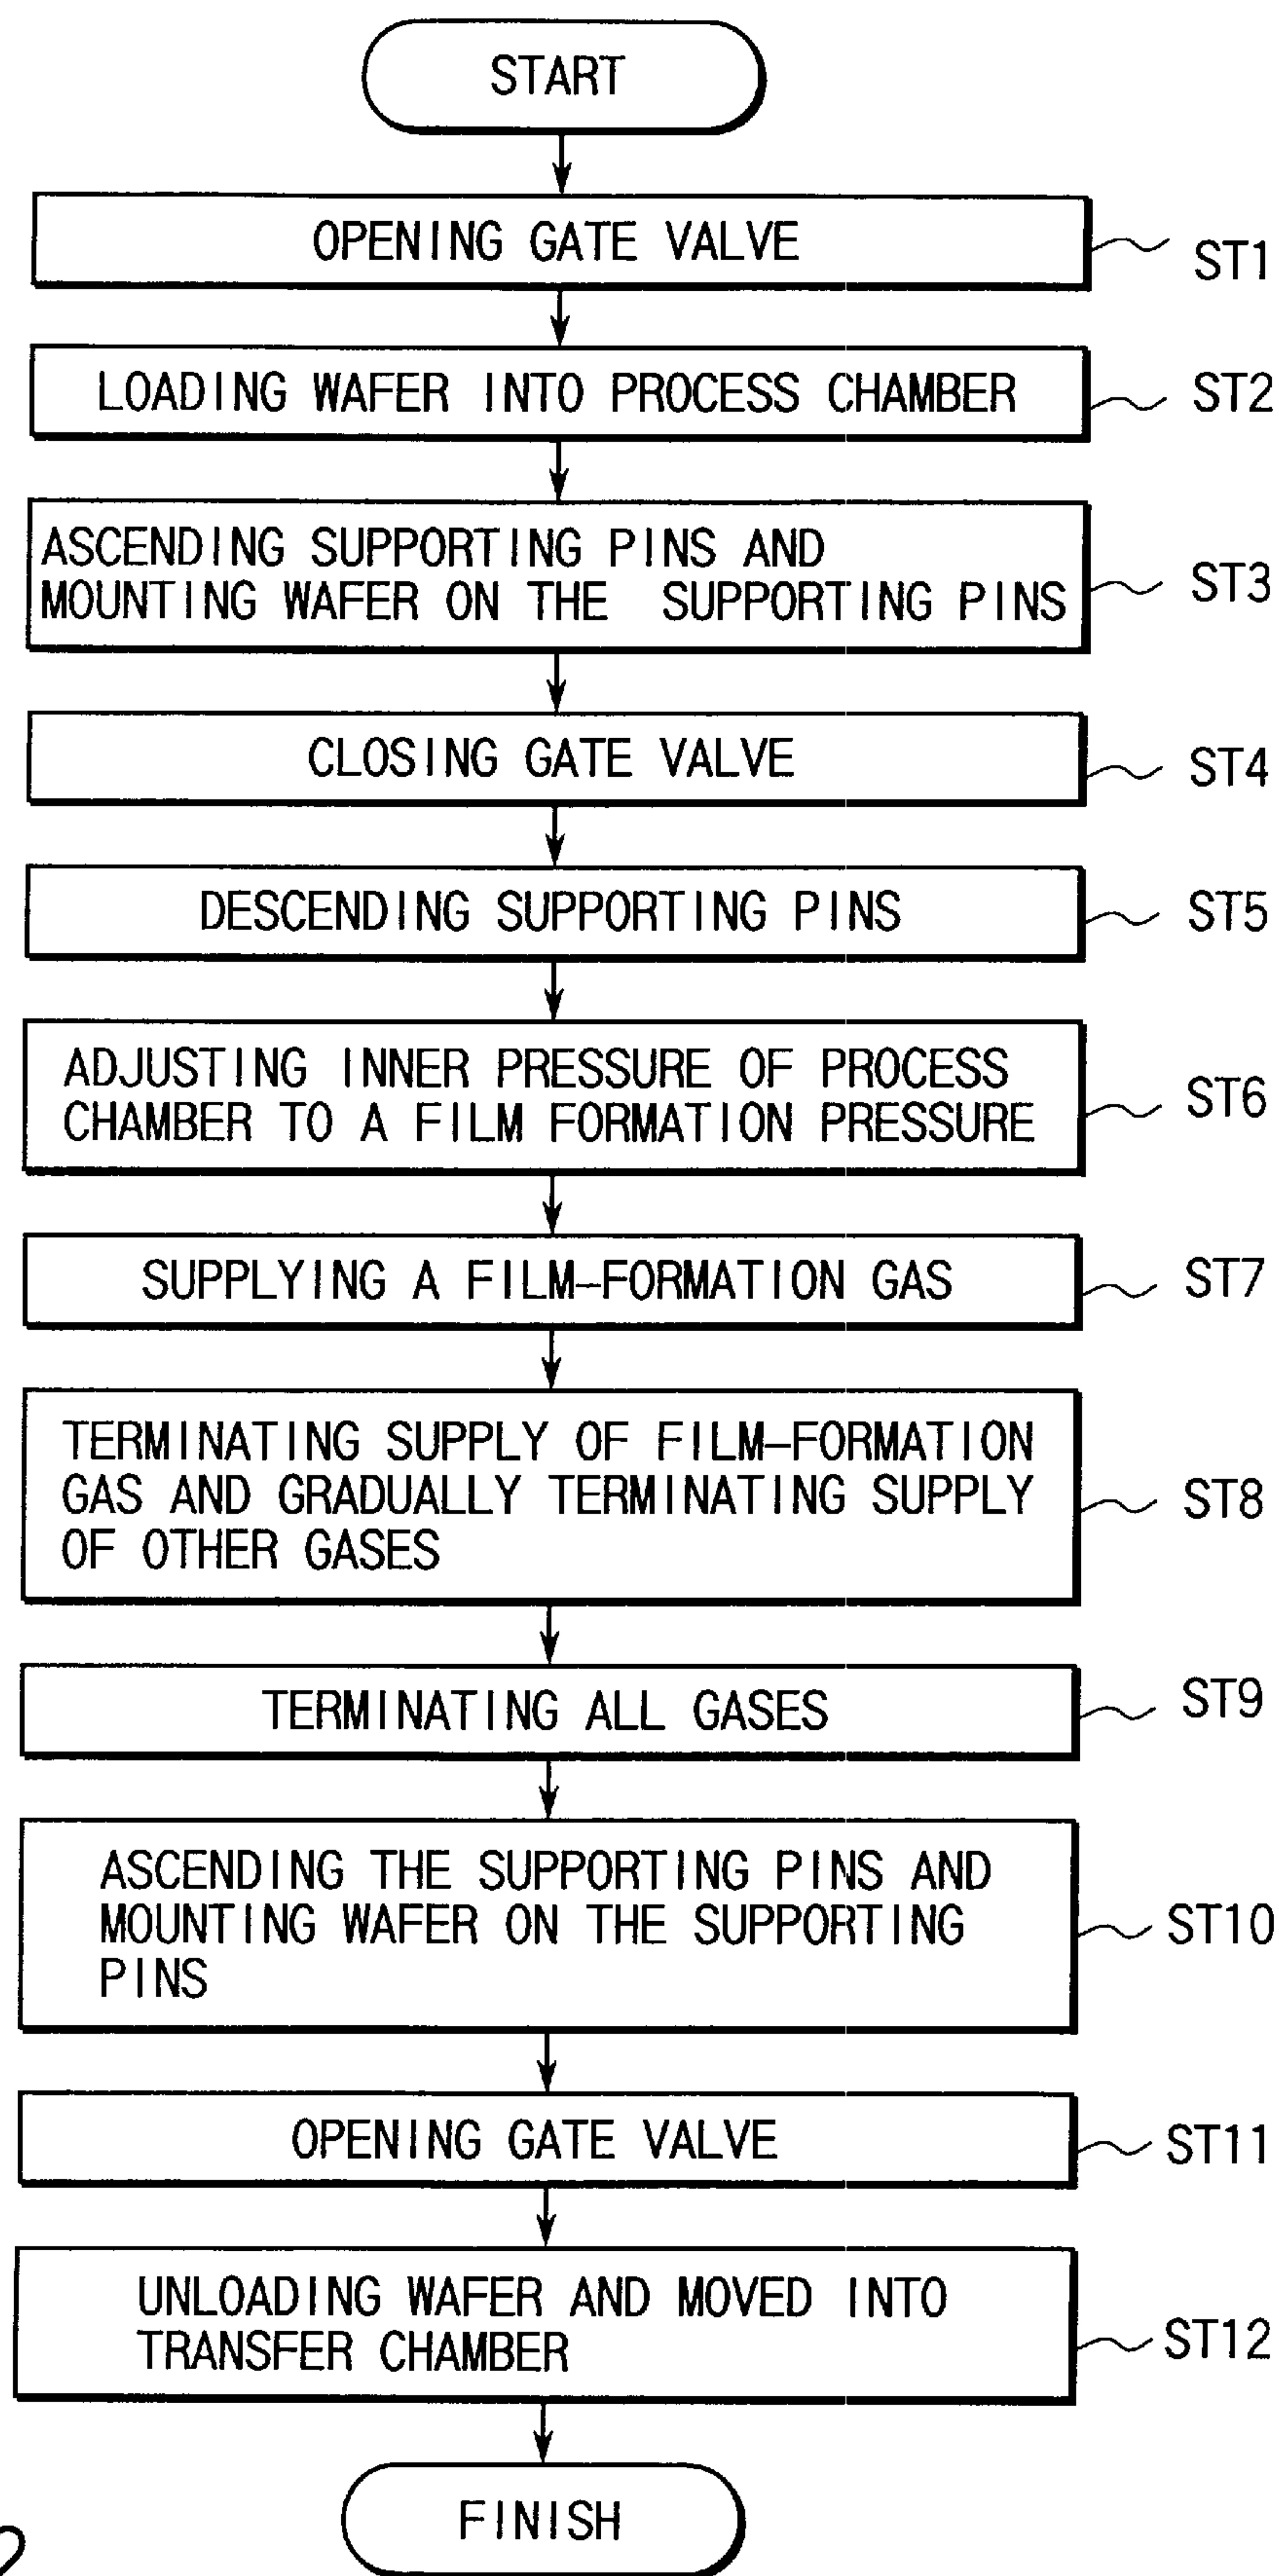 START
OPENING GATE VALVE
ST1
LOADING WAFER INTO PROCESS CHAMBER
ST2
ASCENDING SUPPORTING PINS AND
MOUNTING WAFER ON THE SUPPORTING PINS
ST3
CLOSING GATE VALVE
ST4
DESCENDING SUPPORTING PINS
ST5
ADJUSTING INNER PRESSURE OF PROCESS
CHAMBER TO A FILM FORMATION PRESSURE
ST6
SUPPLYING A FILM-FORMATION GAS
ST7
TERMINATING SUPPLY OF FILM-FORMATION
GAS AND GRADUALLY TERMINATING SUPPLY
OF OTHER GASES
ST8
TERMINATING ALL GASES
ST9
ASCENDING THE SUPPORTING PINS AND
MOUNTING WAFER ON THE SUPPORTING
PINS
ST10
OPENING GATE VALVE
ST11
UNLOADING WAFER AND MOVED INTO
TRANSFER CHAMBER
ST12
FINISH